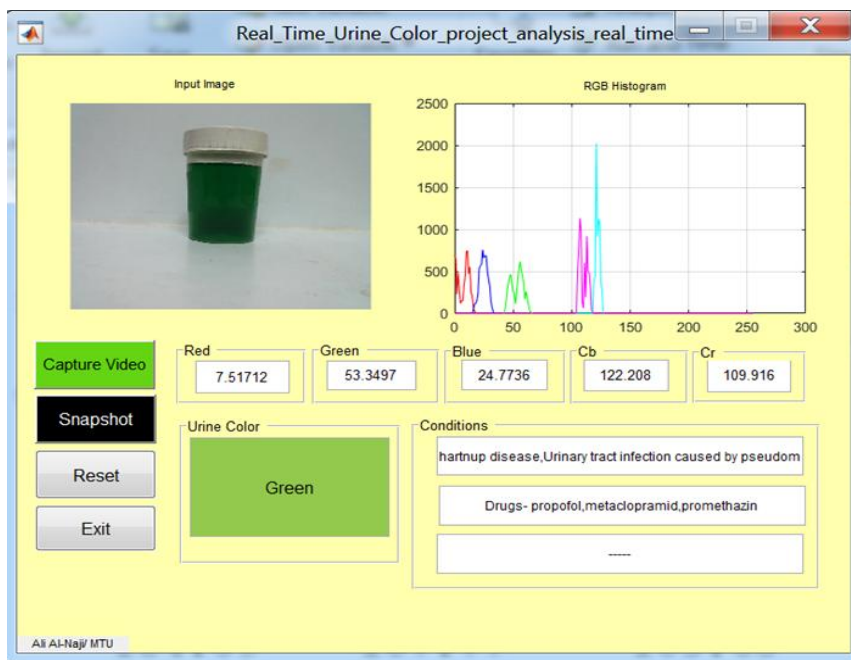 Real_Time_Urine_Color_project_analysis_real_time
Input Image
RGB Histogram
2500
2000
1500
1000
500
0
0 50 100 150 200 250 300
Capture Video
Snapshot
Reset
Exit
Red
7.51712
Green
53.3497
Blue
24.7736
Cb
122.208
Cr
109.916
Urine Color
Green
Conditions
hartnup disease,Urinary tract infection caused by pseudom
Drugs- propofol,metaclopramid,promethazin
-----
Ali Al-Naji/ MTU